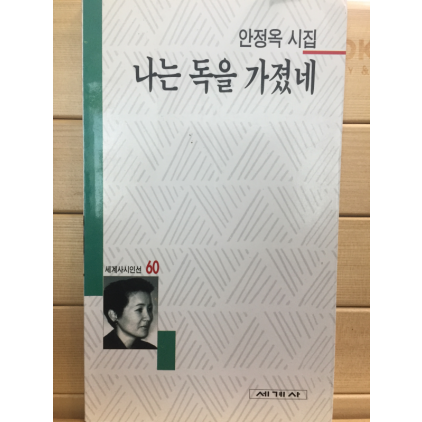 안정옥 시집
나는 독을 가졌네
세계사시인선 60
세계사